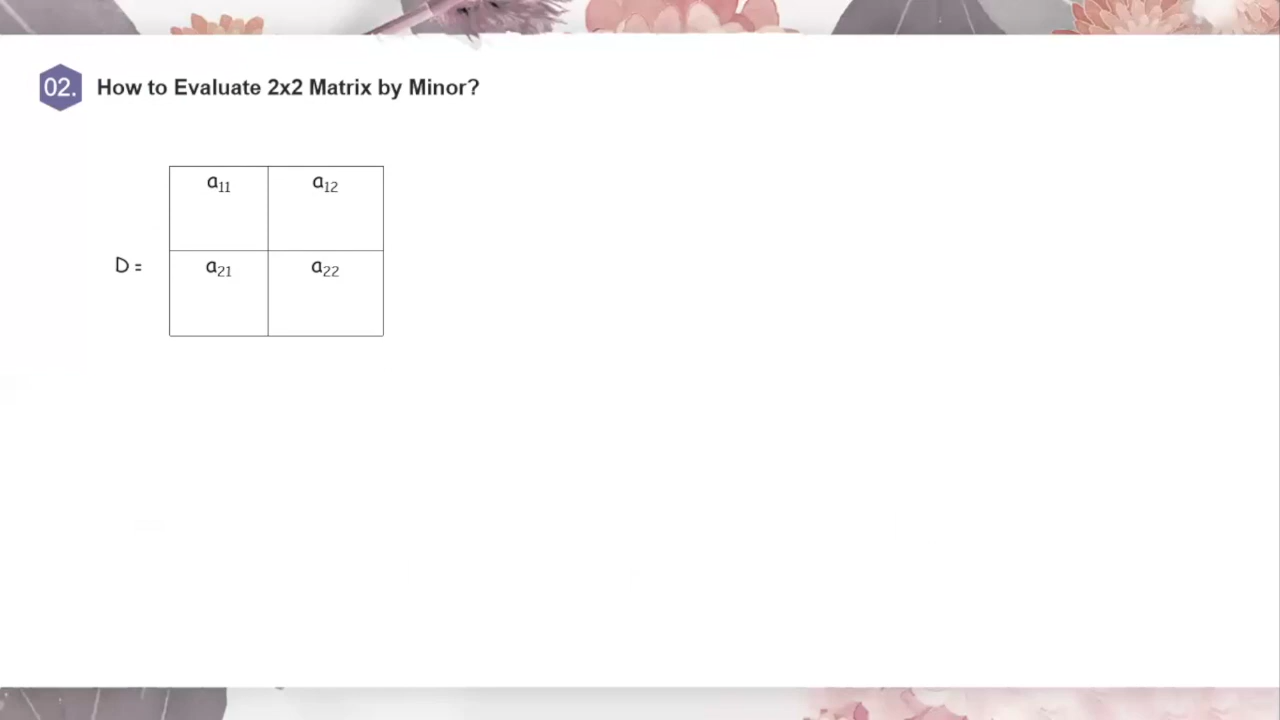 02. How to Evaluate 2x2 Matrix by Minor?
a₁₁ a₁₂
D =
a₂₁ a₂₂